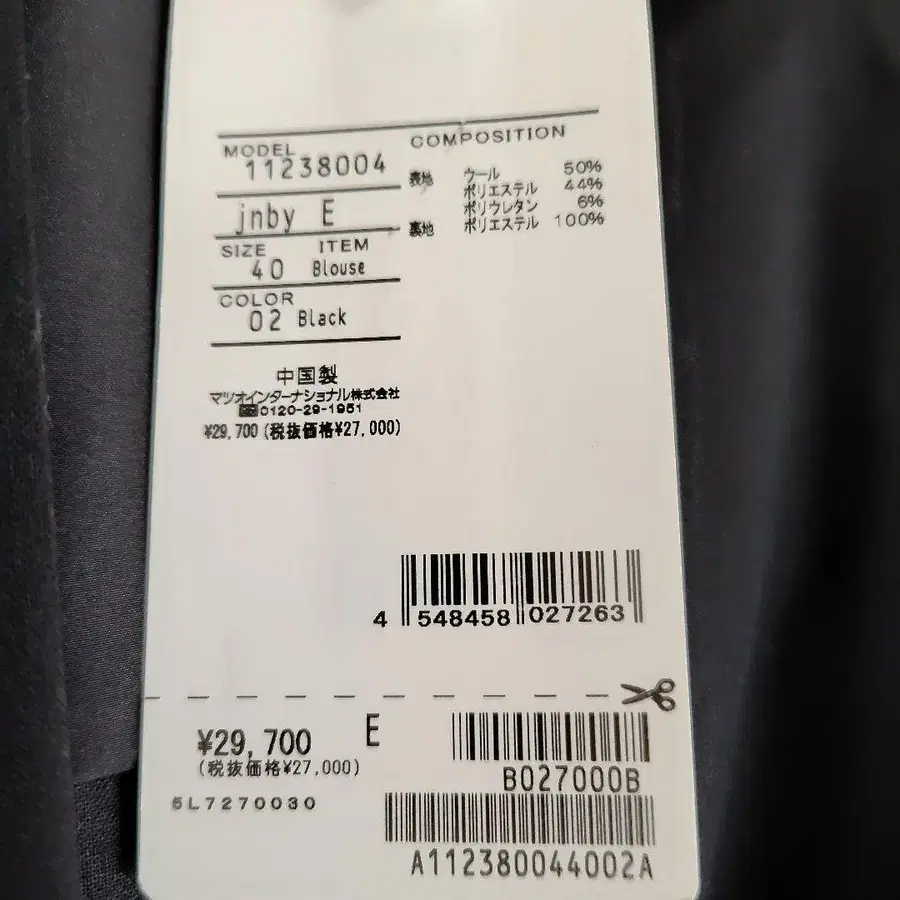 MODEL
11238004
jnby E
SIZE ITEM
40 Blouse
COLOR
02 Black
COMPOSITION
表地 ウール 50%
ポリエステル 44%
ポリウレタン 6%
裏地 ポリエステル 100%
中国製
マツオインターナショナル株式会社
0120-29-1951
¥29,700 (税抜価格¥27,000)
4 548458 027263
¥29,700 E
(税抜価格¥27,000)
5L7270030
B027000B
A112380044002A